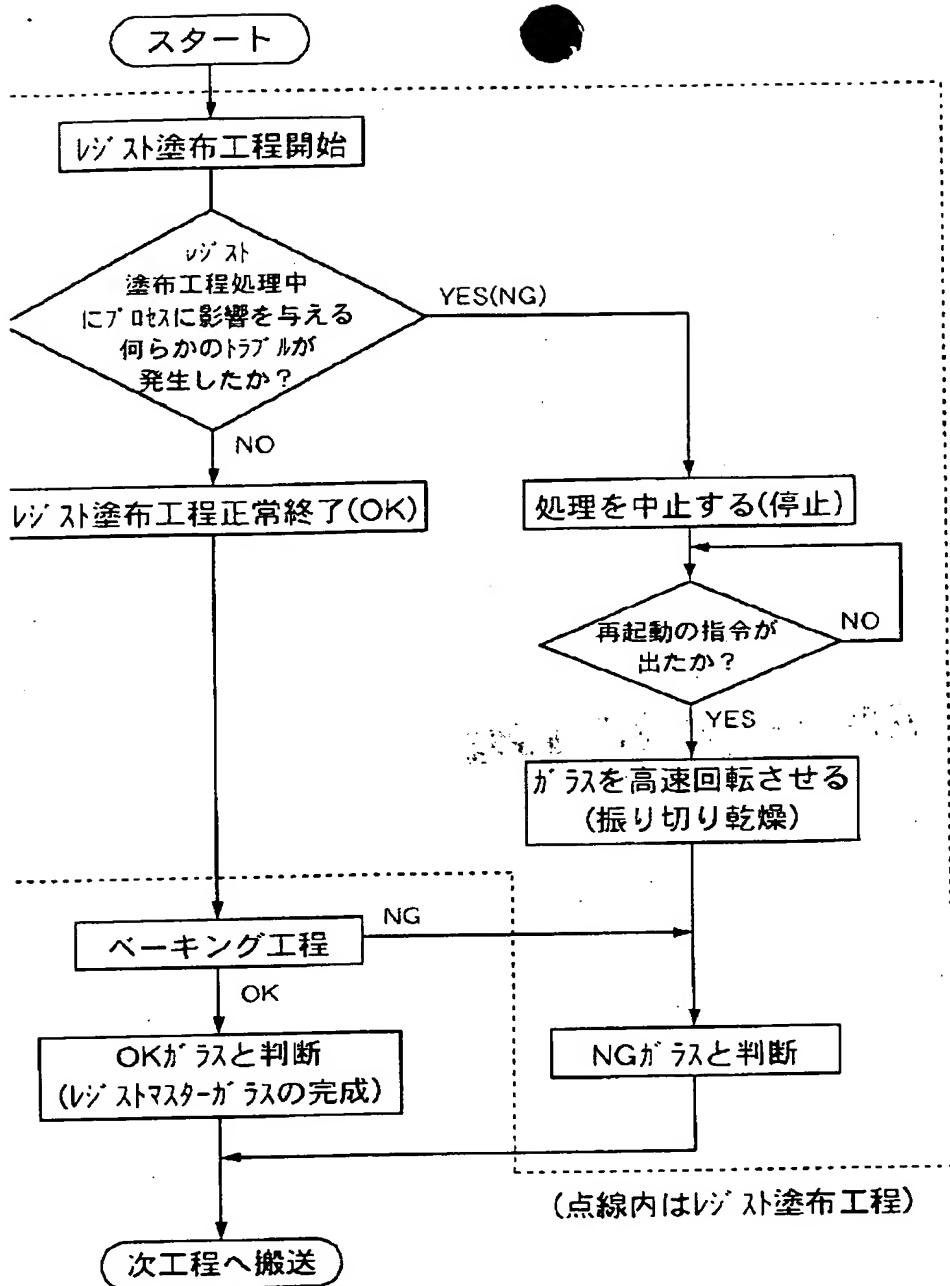 スタート
レジスト塗布工程開始
レジスト
塗布工程処理中
にプロセスに影響を与える
何らかのトラブルが
発生したか？
YES(NG)
NO
レジスト塗布工程正常終了(OK)
処理を中止する(停止)
再起動の指令が
出たか？
NO
YES
ガラスを高速回転させる
(振り切り乾燥)
ベーキング工程
NG
OK
OKガラスと判断
(レジストマスターガラスの完成)
NGガラスと判断
(点線内はレジスト塗布工程)
次工程へ搬送